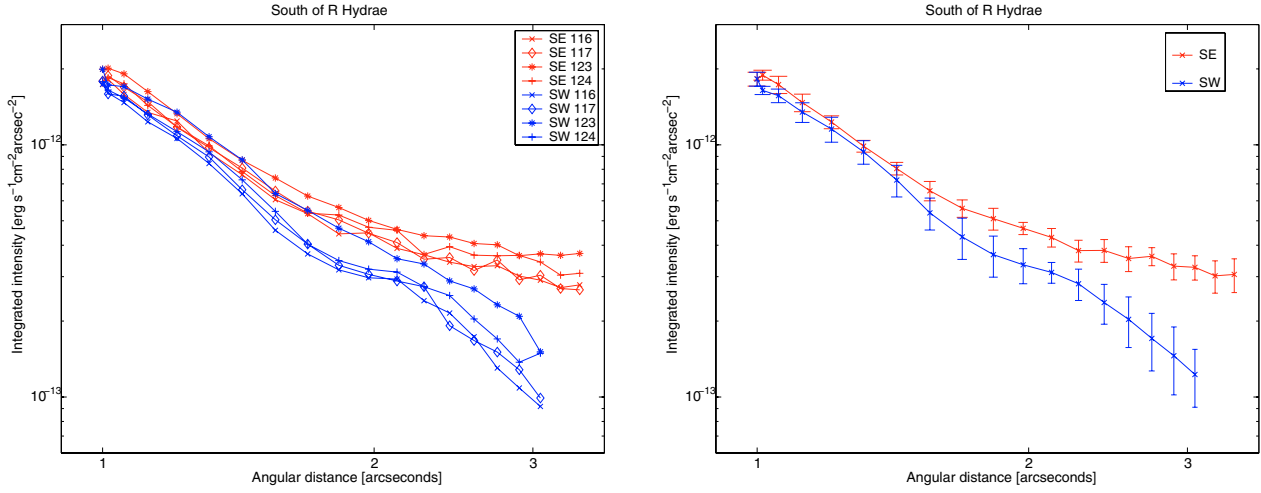 South of R Hydrae
SE 116
SE 117
SE 123
SE 124
SW 116
SW 117
SW 123
SW 124
10−12
10−13
Integrated intensity [erg s−1cm−2arcsec−2]
1 2 3
Angular distance [arcseconds]
South of R Hydrae
SE
SW
10−12
10−13
Integrated intensity [erg s−1cm−2arcsec−2]
1 2 3
Angular distance [arcseconds]